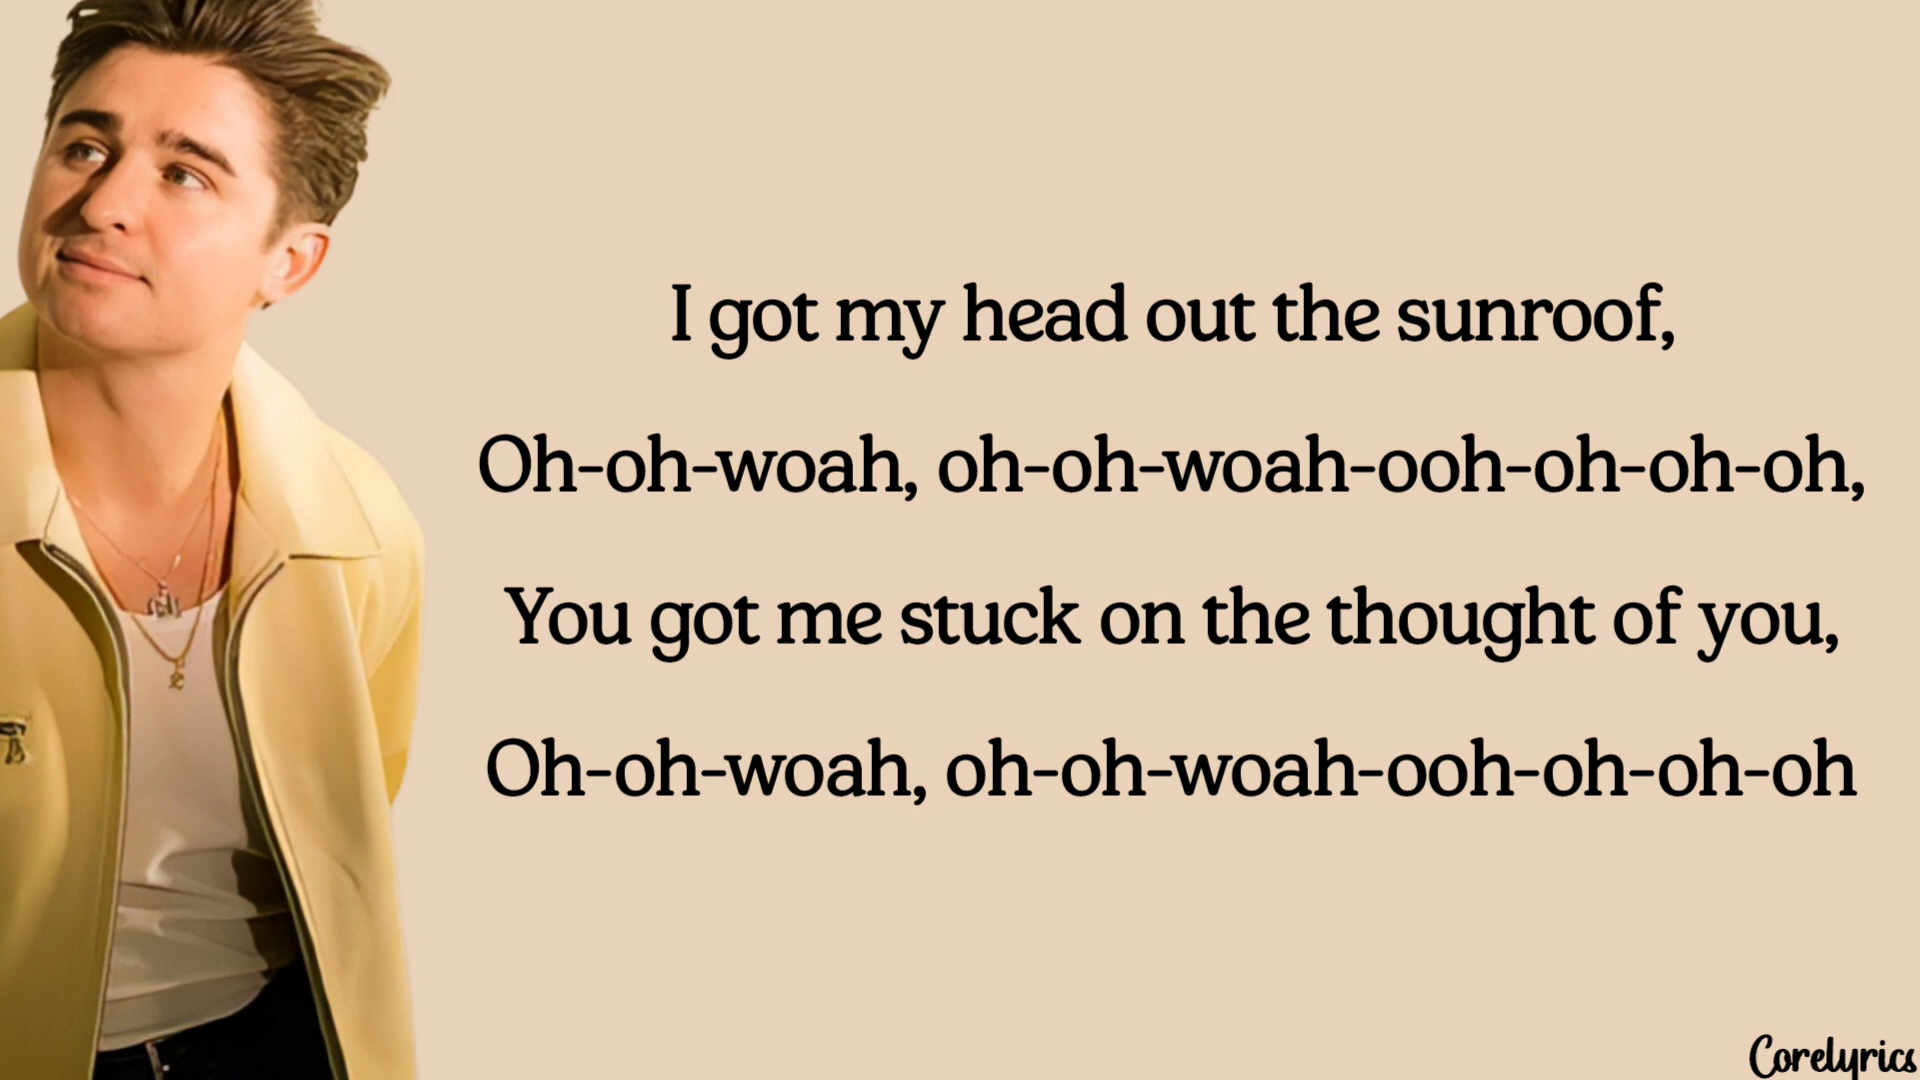 I got my head out the sunroof,
Oh-oh-woah, oh-oh-woah-ooh-oh-oh-oh,
You got me stuck on the thought of you,
Oh-oh-woah, oh-oh-woah-ooh-oh-oh-oh
Corelyrics